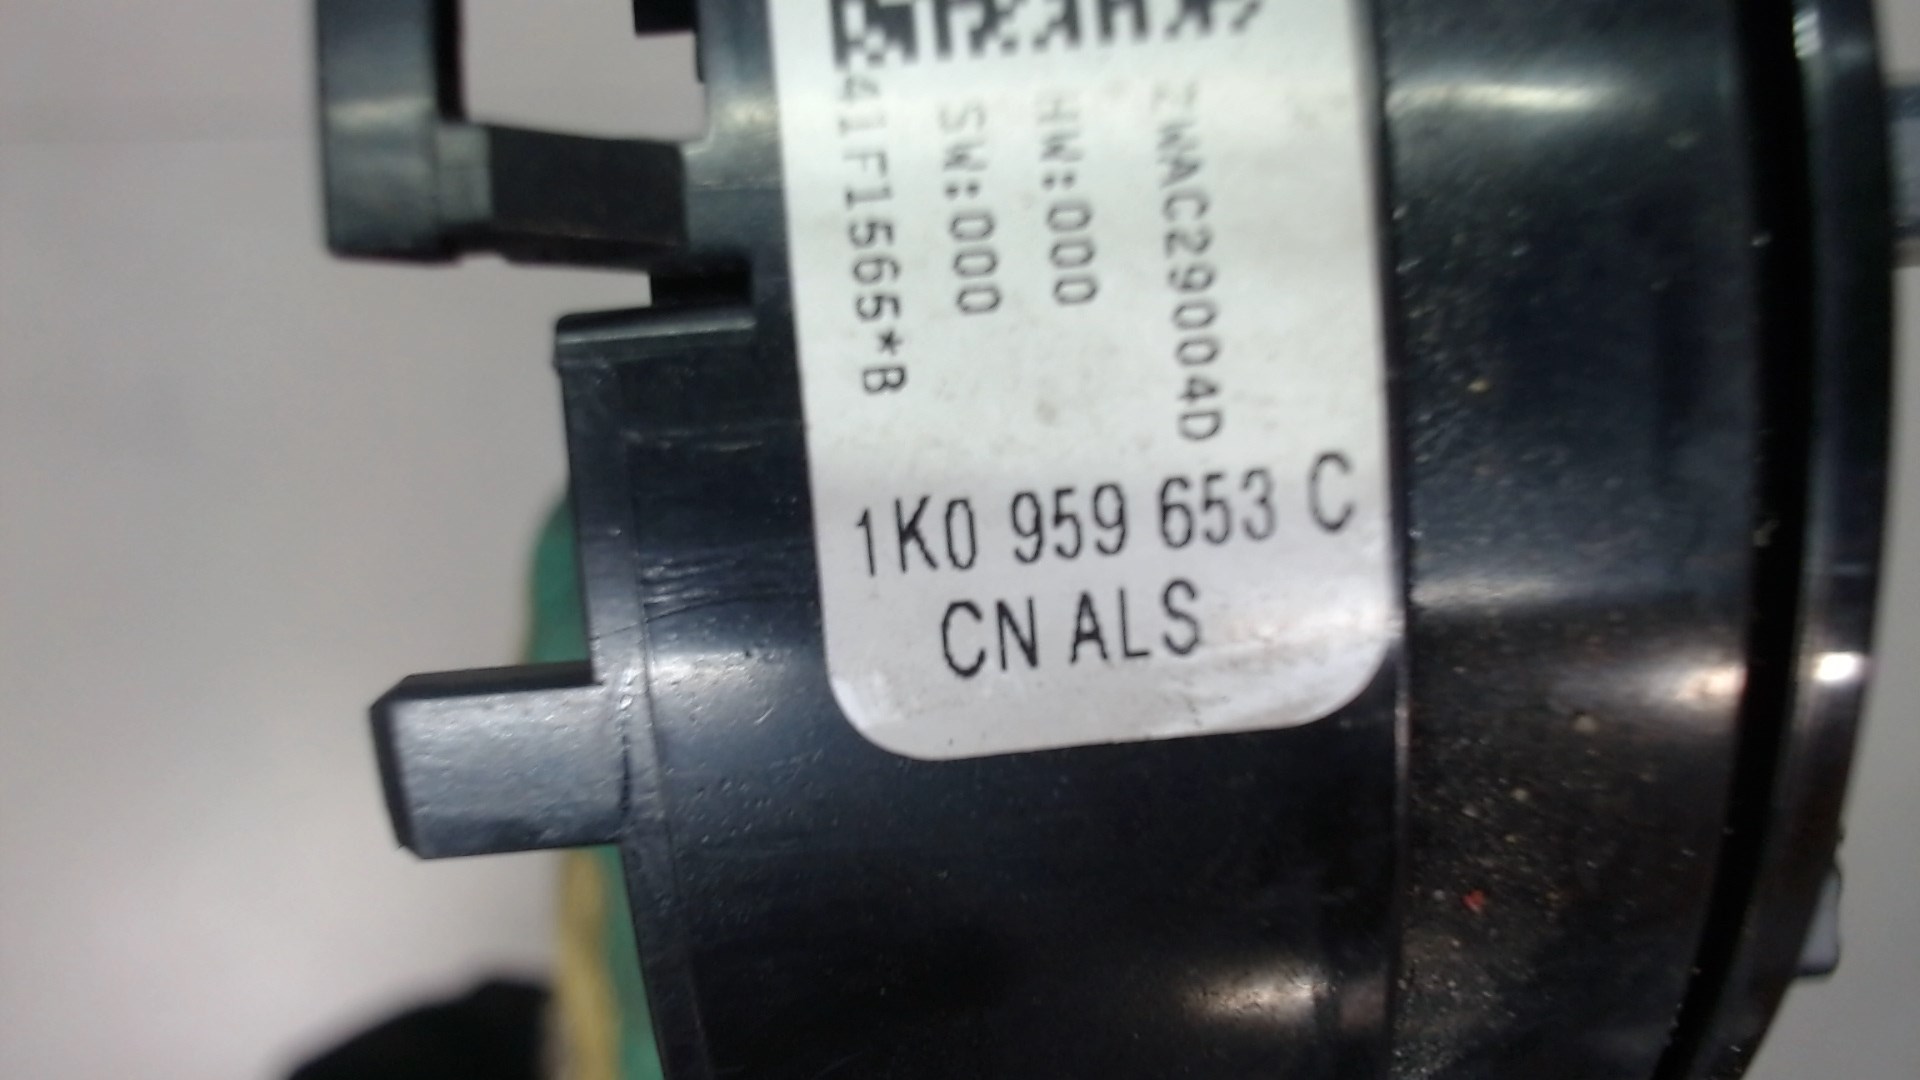 ZWAC29004D
HW:000
SW:000
41F1565*B
1K0 959 653 C
CN ALS